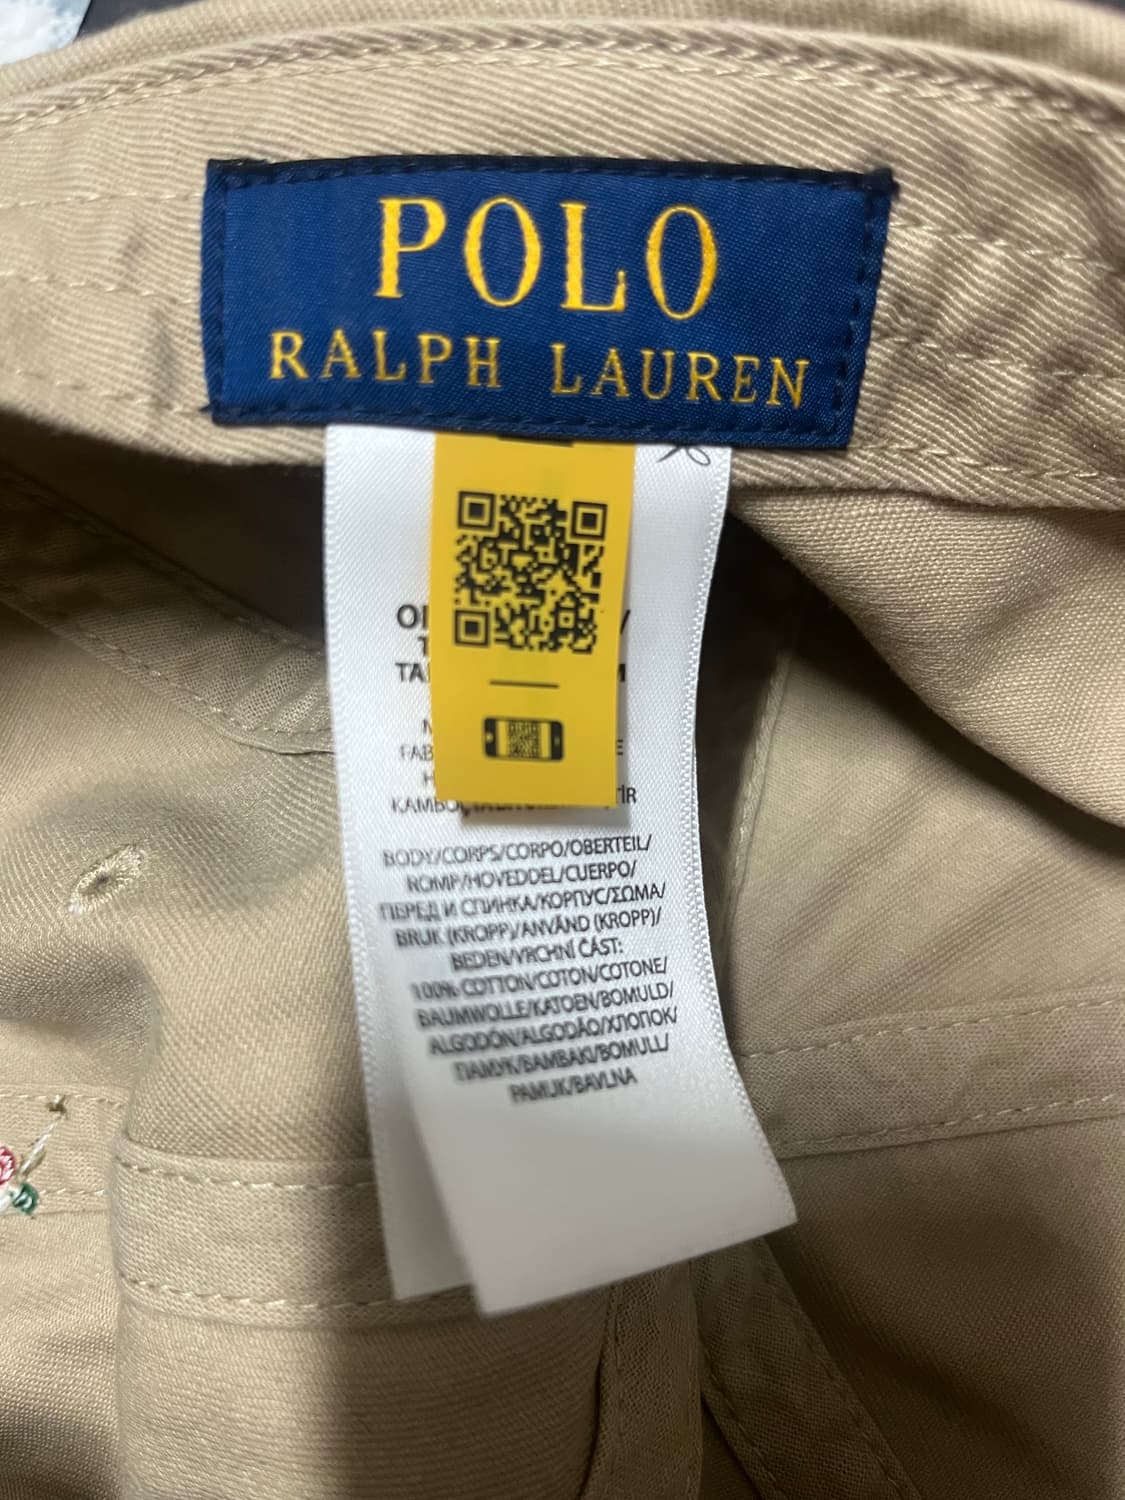 POLO
RALPH LAUREN
BODY/CORPS/CORPO/OBERTEIL/
ROMP/HOVEDDEL/CUERPO/
ПЕРЕД И СПИНКА/КОРПУС/ΣΩΜΑ/
BRUK (KROPP)/ANVÄND (KROPP)/
BEDEN/VRCHNÍ ČÁST:
100% COTTON/COTON/COTONE/
BAUMWOLLE/KATOEN/BOMULD/
ALGODÓN/ALGODÃO/ХЛОПОК/
ПАМУК/BAMBAKI/BOMULL/
PAMUK/BAVLNA